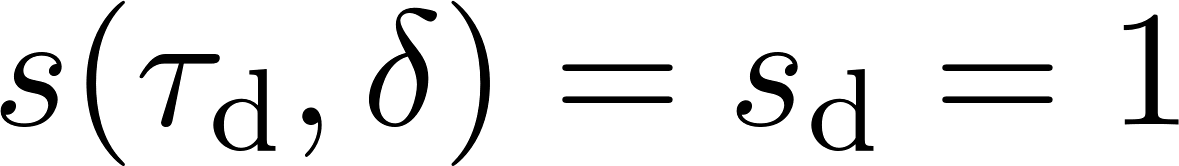 s(τ_d, δ) = s_d = 1